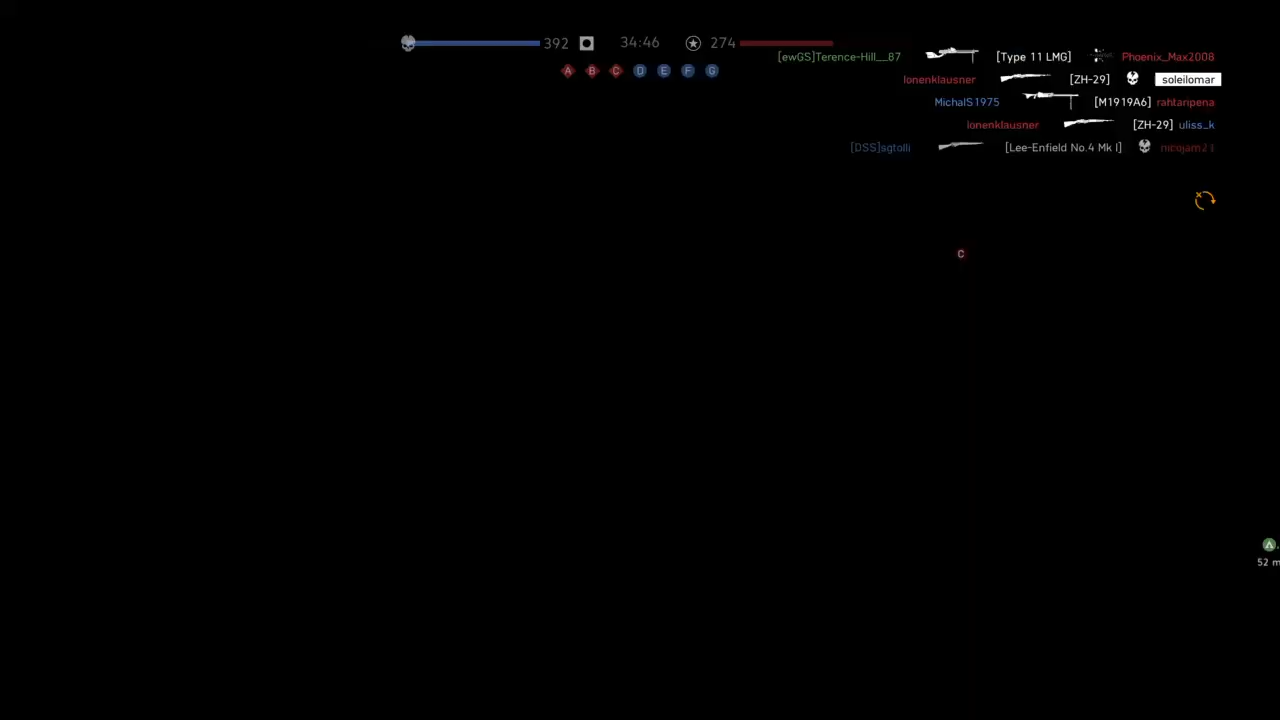 392 34:46 274
A B C D E F G
[ewGS]Terence-Hill__87 [Type 11 LMG] Phoenix_Max2008
lonenklausner [ZH-29] soleilomar
MichalS1975 [M1919A6] rahtaripena
lonenklausner [ZH-29] uliss_k
[DSS]sgtolli [Lee-Enfield No.4 Mk I]
C
52 m